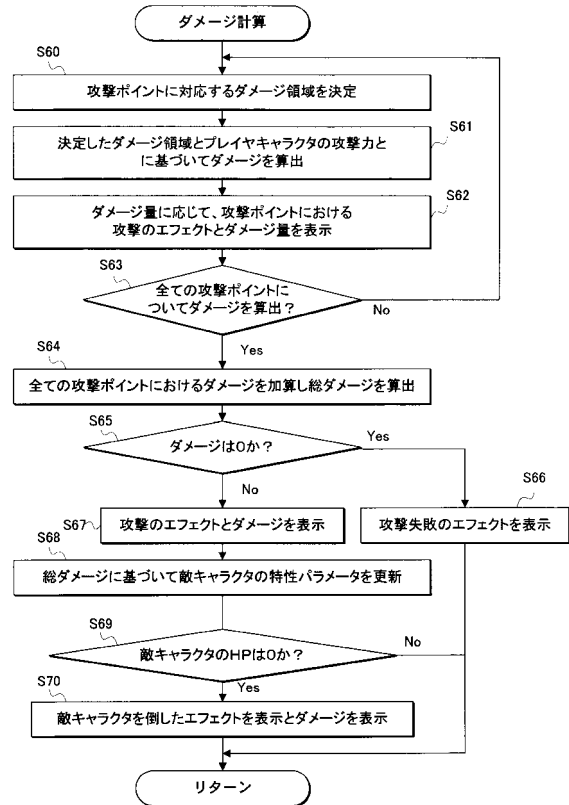 ダメージ計算
S60
攻撃ポイントに対応するダメージ領域を決定
S61
決定したダメージ領域とプレイヤキャラクタの攻撃力と
に基づいてダメージを算出
S62
ダメージ量に応じて、攻撃ポイントにおける
攻撃のエフェクトとダメージ量を表示
S63
全ての攻撃ポイントに
ついてダメージを算出?
No
Yes
S64
全ての攻撃ポイントにおけるダメージを加算し総ダメージを算出
S65
ダメージは0か?
Yes
No
S66
攻撃失敗のエフェクトを表示
S67
攻撃のエフェクトとダメージを表示
S68
総ダメージに基づいて敵キャラクタの特性パラメータを更新
S69
敵キャラクタのHPは0か?
No
Yes
S70
敵キャラクタを倒したエフェクトを表示とダメージを表示
リターン